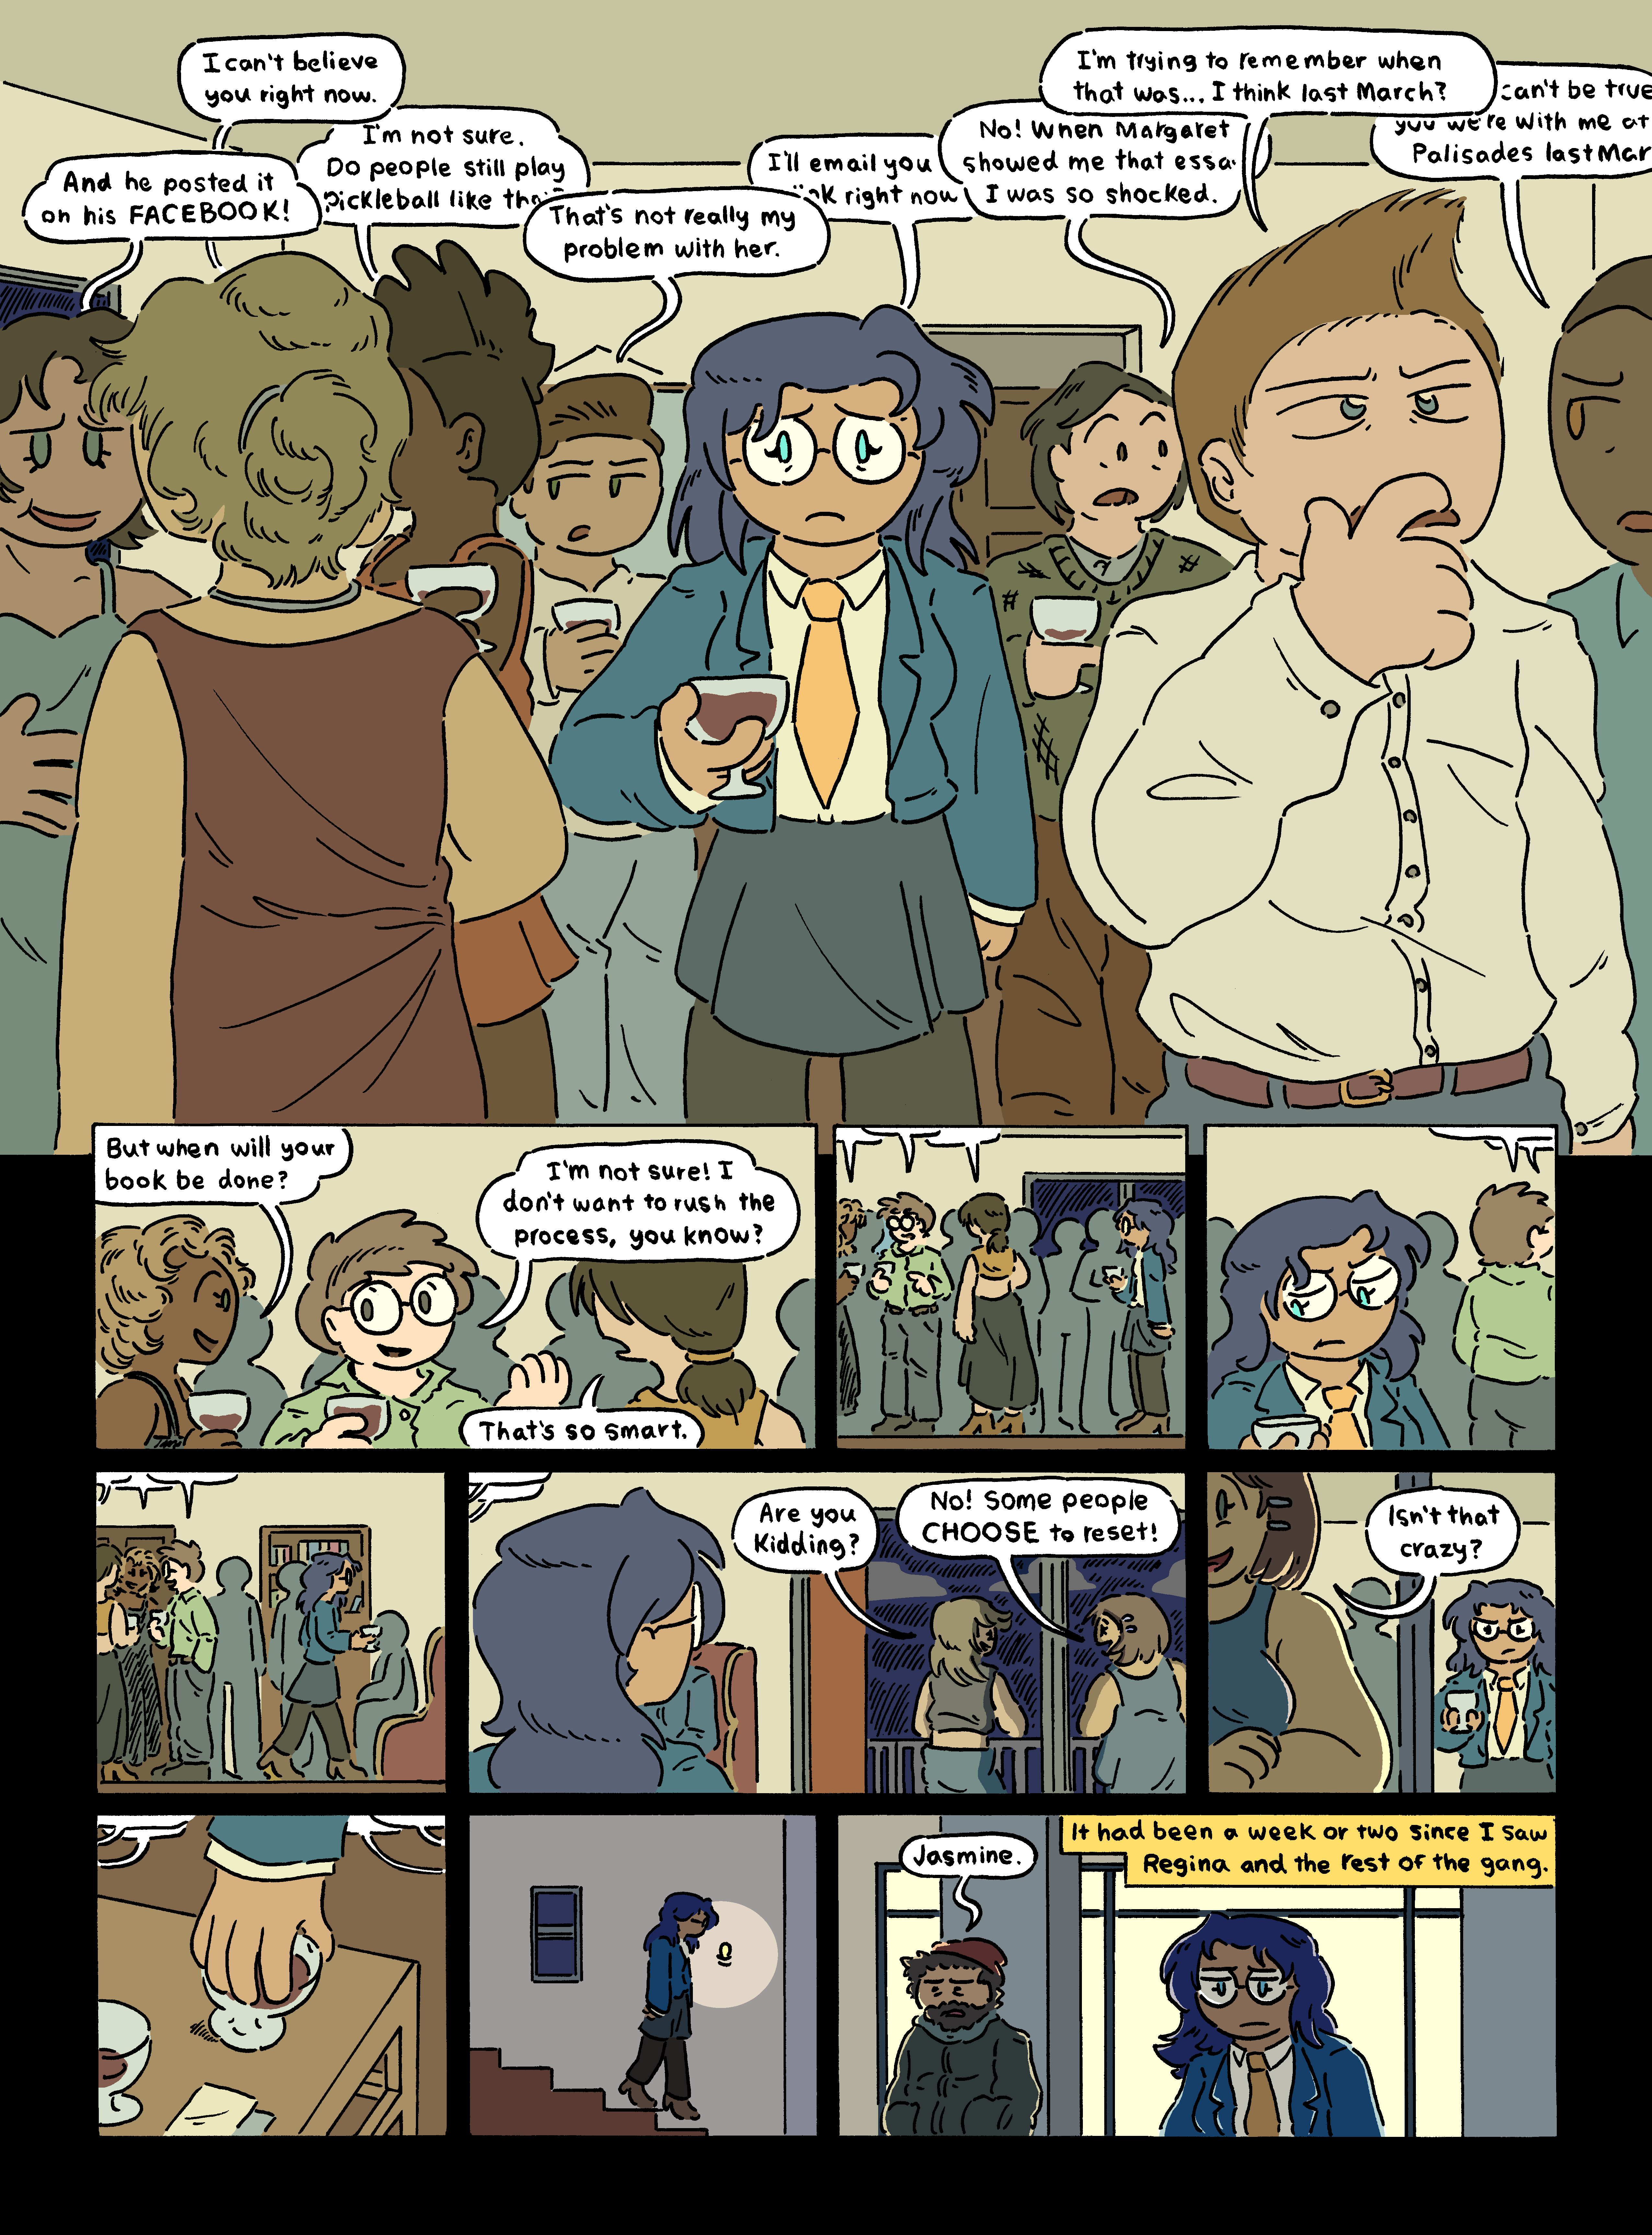 I can't believe
you right now.
And he posted it
on his FACEBOOK!
I'm not sure.
Do people still play
Pickleball like
That's not really my
problem with her.
I'll email you
right now
No! When Margaret
showed me that
I was so shocked.
I'm trying to remember when
that was... I think last March?
can't be true
you were with me at
Palisades last
But when will your
book be done?
I'm not sure! I
don't want to rush the
process, you know?
That's so smart.
Are you
Kidding?
No! Some people
CHOOSE to reset!
Isn't that
crazy?
Jasmine.
It had been a week or two since I saw
Regina and the rest of the gang.